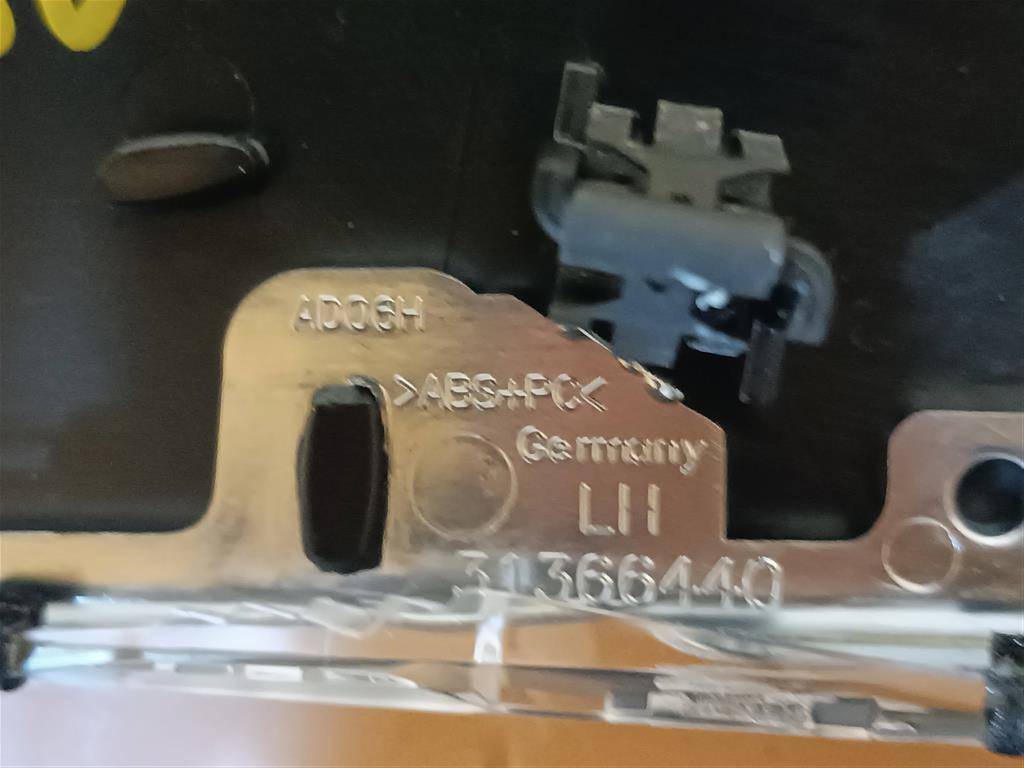 AD06H
>ABS+PC<
Germany
LH
31366440